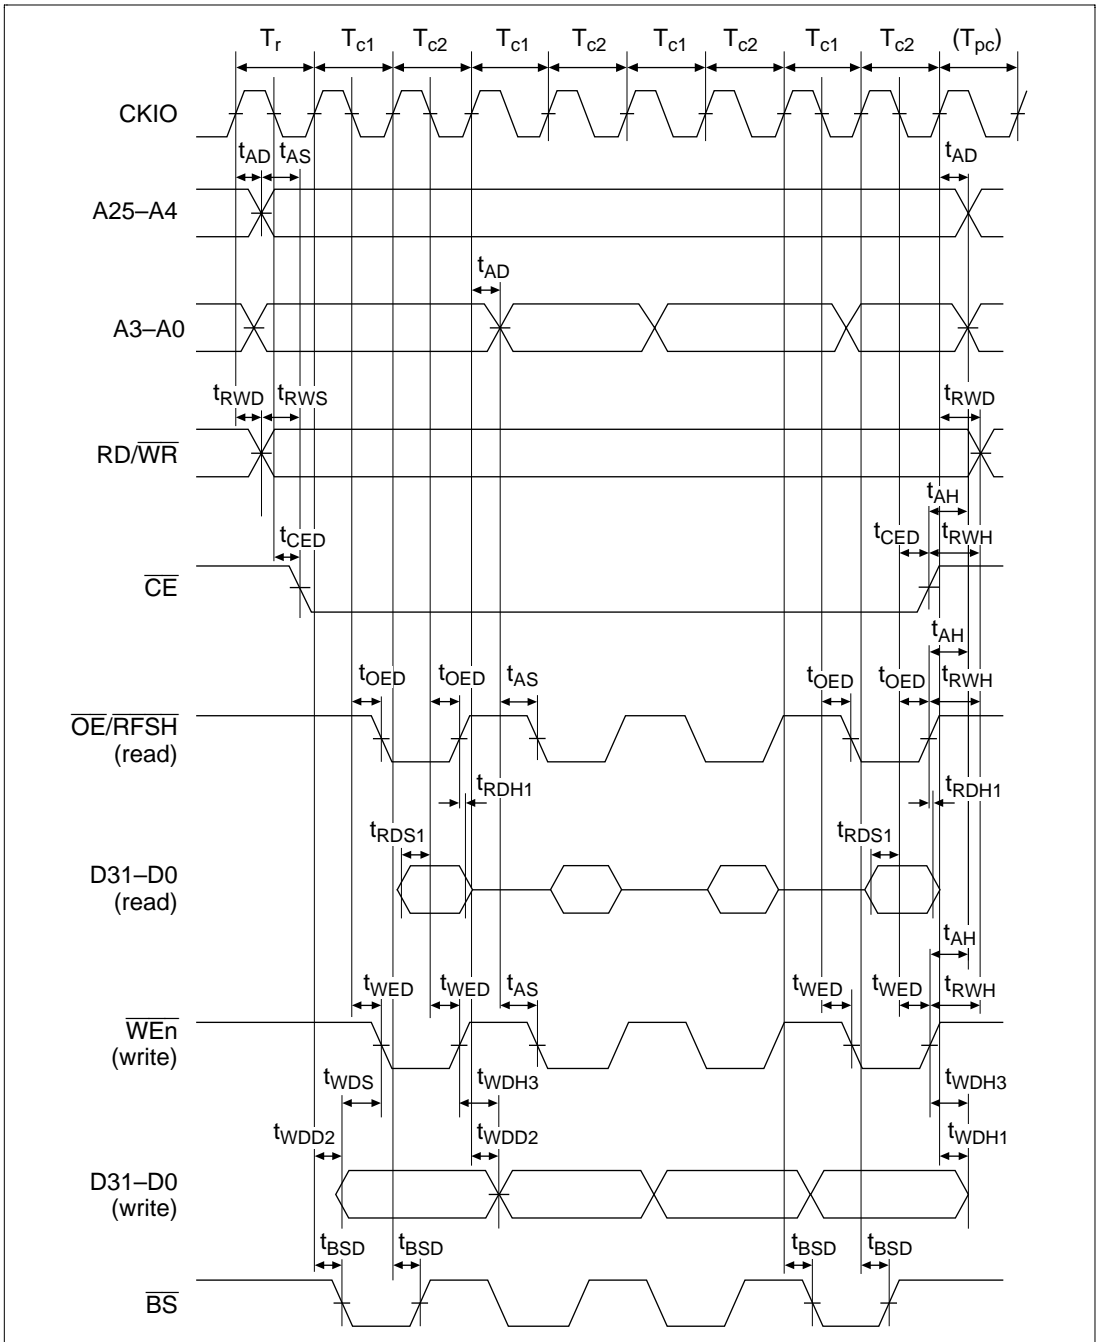 Tr Tc1 Tc2 Tc1 Tc2 Tc1 Tc2 Tc1 Tc2 (Tpc)
CKIO
tAD tAS tAD
A25–A4
tAD
A3–A0
tRWD tRWS tRWD
RD/WR
tAH
tCED tCED tRWH
CE
tAH
tOED tOED tAS tOED tOED tRWH
OE/RFSH
(read)
tRDH1 tRDH1
tRDS1 tRDS1
D31–D0
(read)
tAH
tWED tWED tAS tWED tWED tRWH
WEn
(write)
tWDS tWDH3 tWDH3
tWDD2 tWDD2 tWDH1
D31–D0
(write)
tBSD tBSD tBSD tBSD
BS